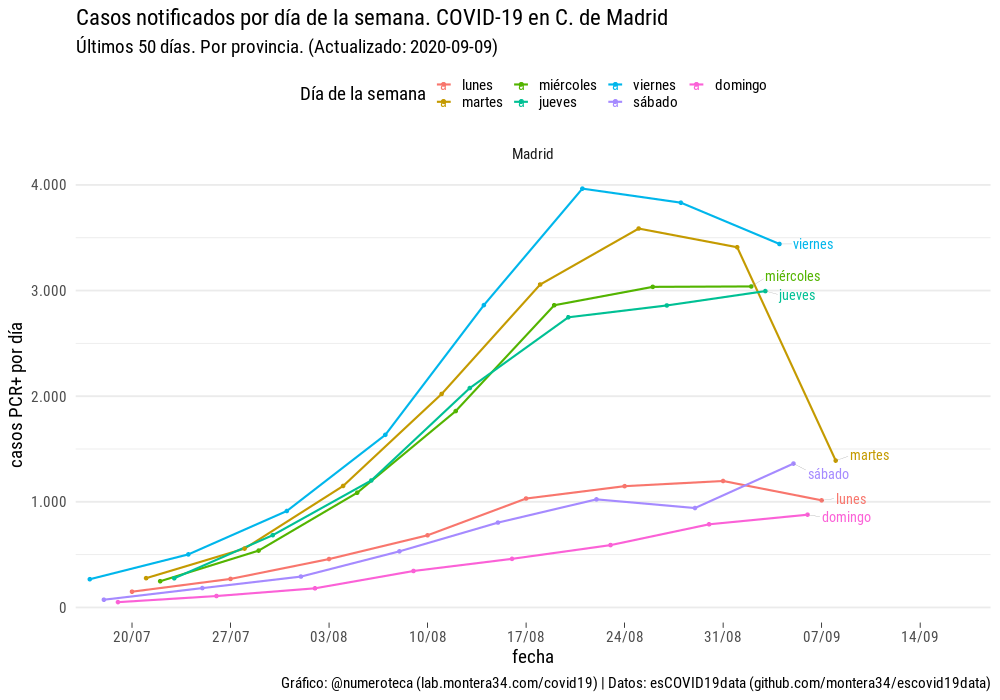 Casos notificados por día de la semana. COVID-19 en C. de Madrid
Últimos 50 días. Por provincia. (Actualizado: 2020-09-09)
Día de la semana
lunes
martes
miércoles
jueves
viernes
sábado
domingo
Madrid
4.000
3.000
2.000
1.000
0
casos PCR+ por día
viernes
miércoles
jueves
martes
sábado
lunes
domingo
20/07 27/07 03/08 10/08 17/08 24/08 31/08 07/09 14/09
fecha
Gráfico: @numeroteca (lab.montera34.com/covid19) | Datos: esCOVID19data (github.com/montera34/escovid19data)